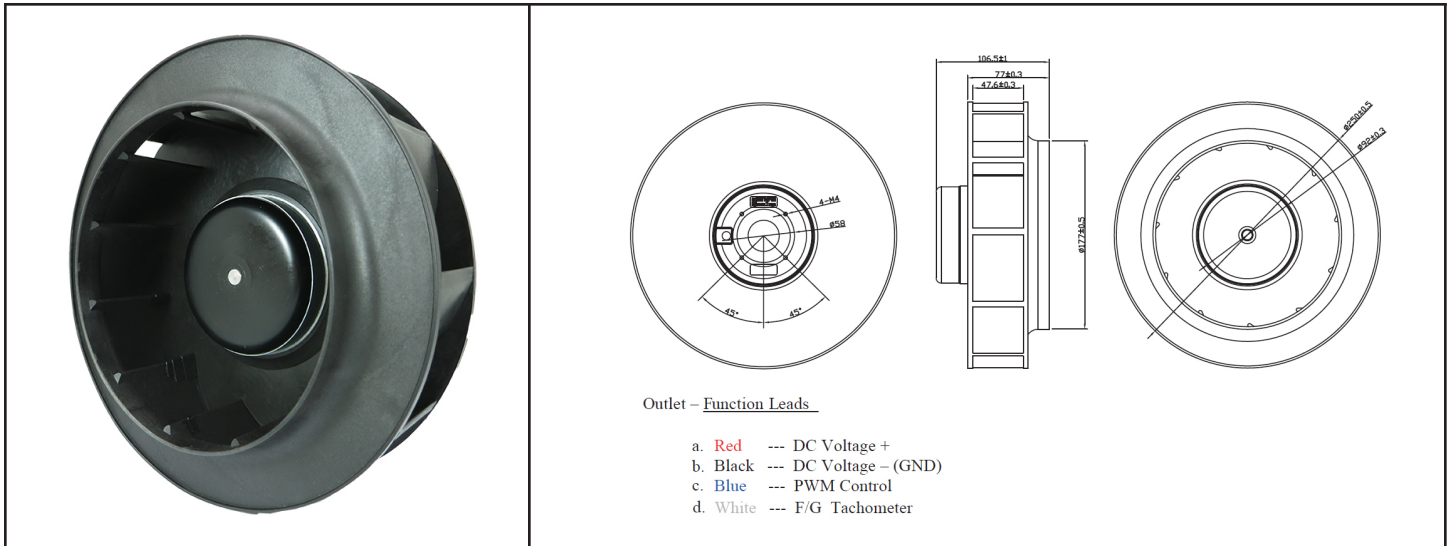 106.5±1
77±0.3
47.6±0.3
Ø250±0.5
Ø92±0.3
4-M4
Ø58
Ø177±0.5
45°
45°
Outlet – Function Leads
a. Red --- DC Voltage +
b. Black --- DC Voltage – (GND)
c. Blue --- PWM Control
d. White --- F/G Tachometer